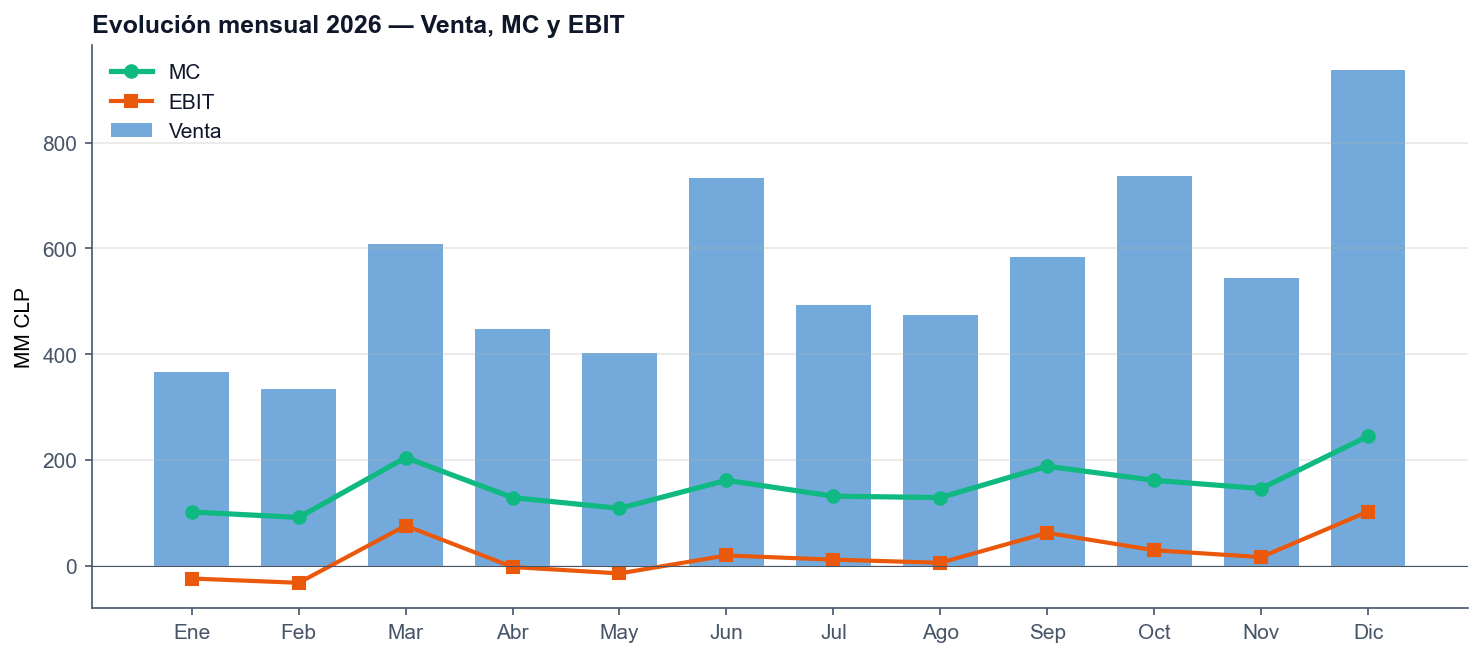 Evolución mensual 2026 — Venta, MC y EBIT
MC
EBIT
Venta
800
600
400
200
0
MM CLP
Ene Feb Mar Abr May Jun Jul Ago Sep Oct Nov Dic